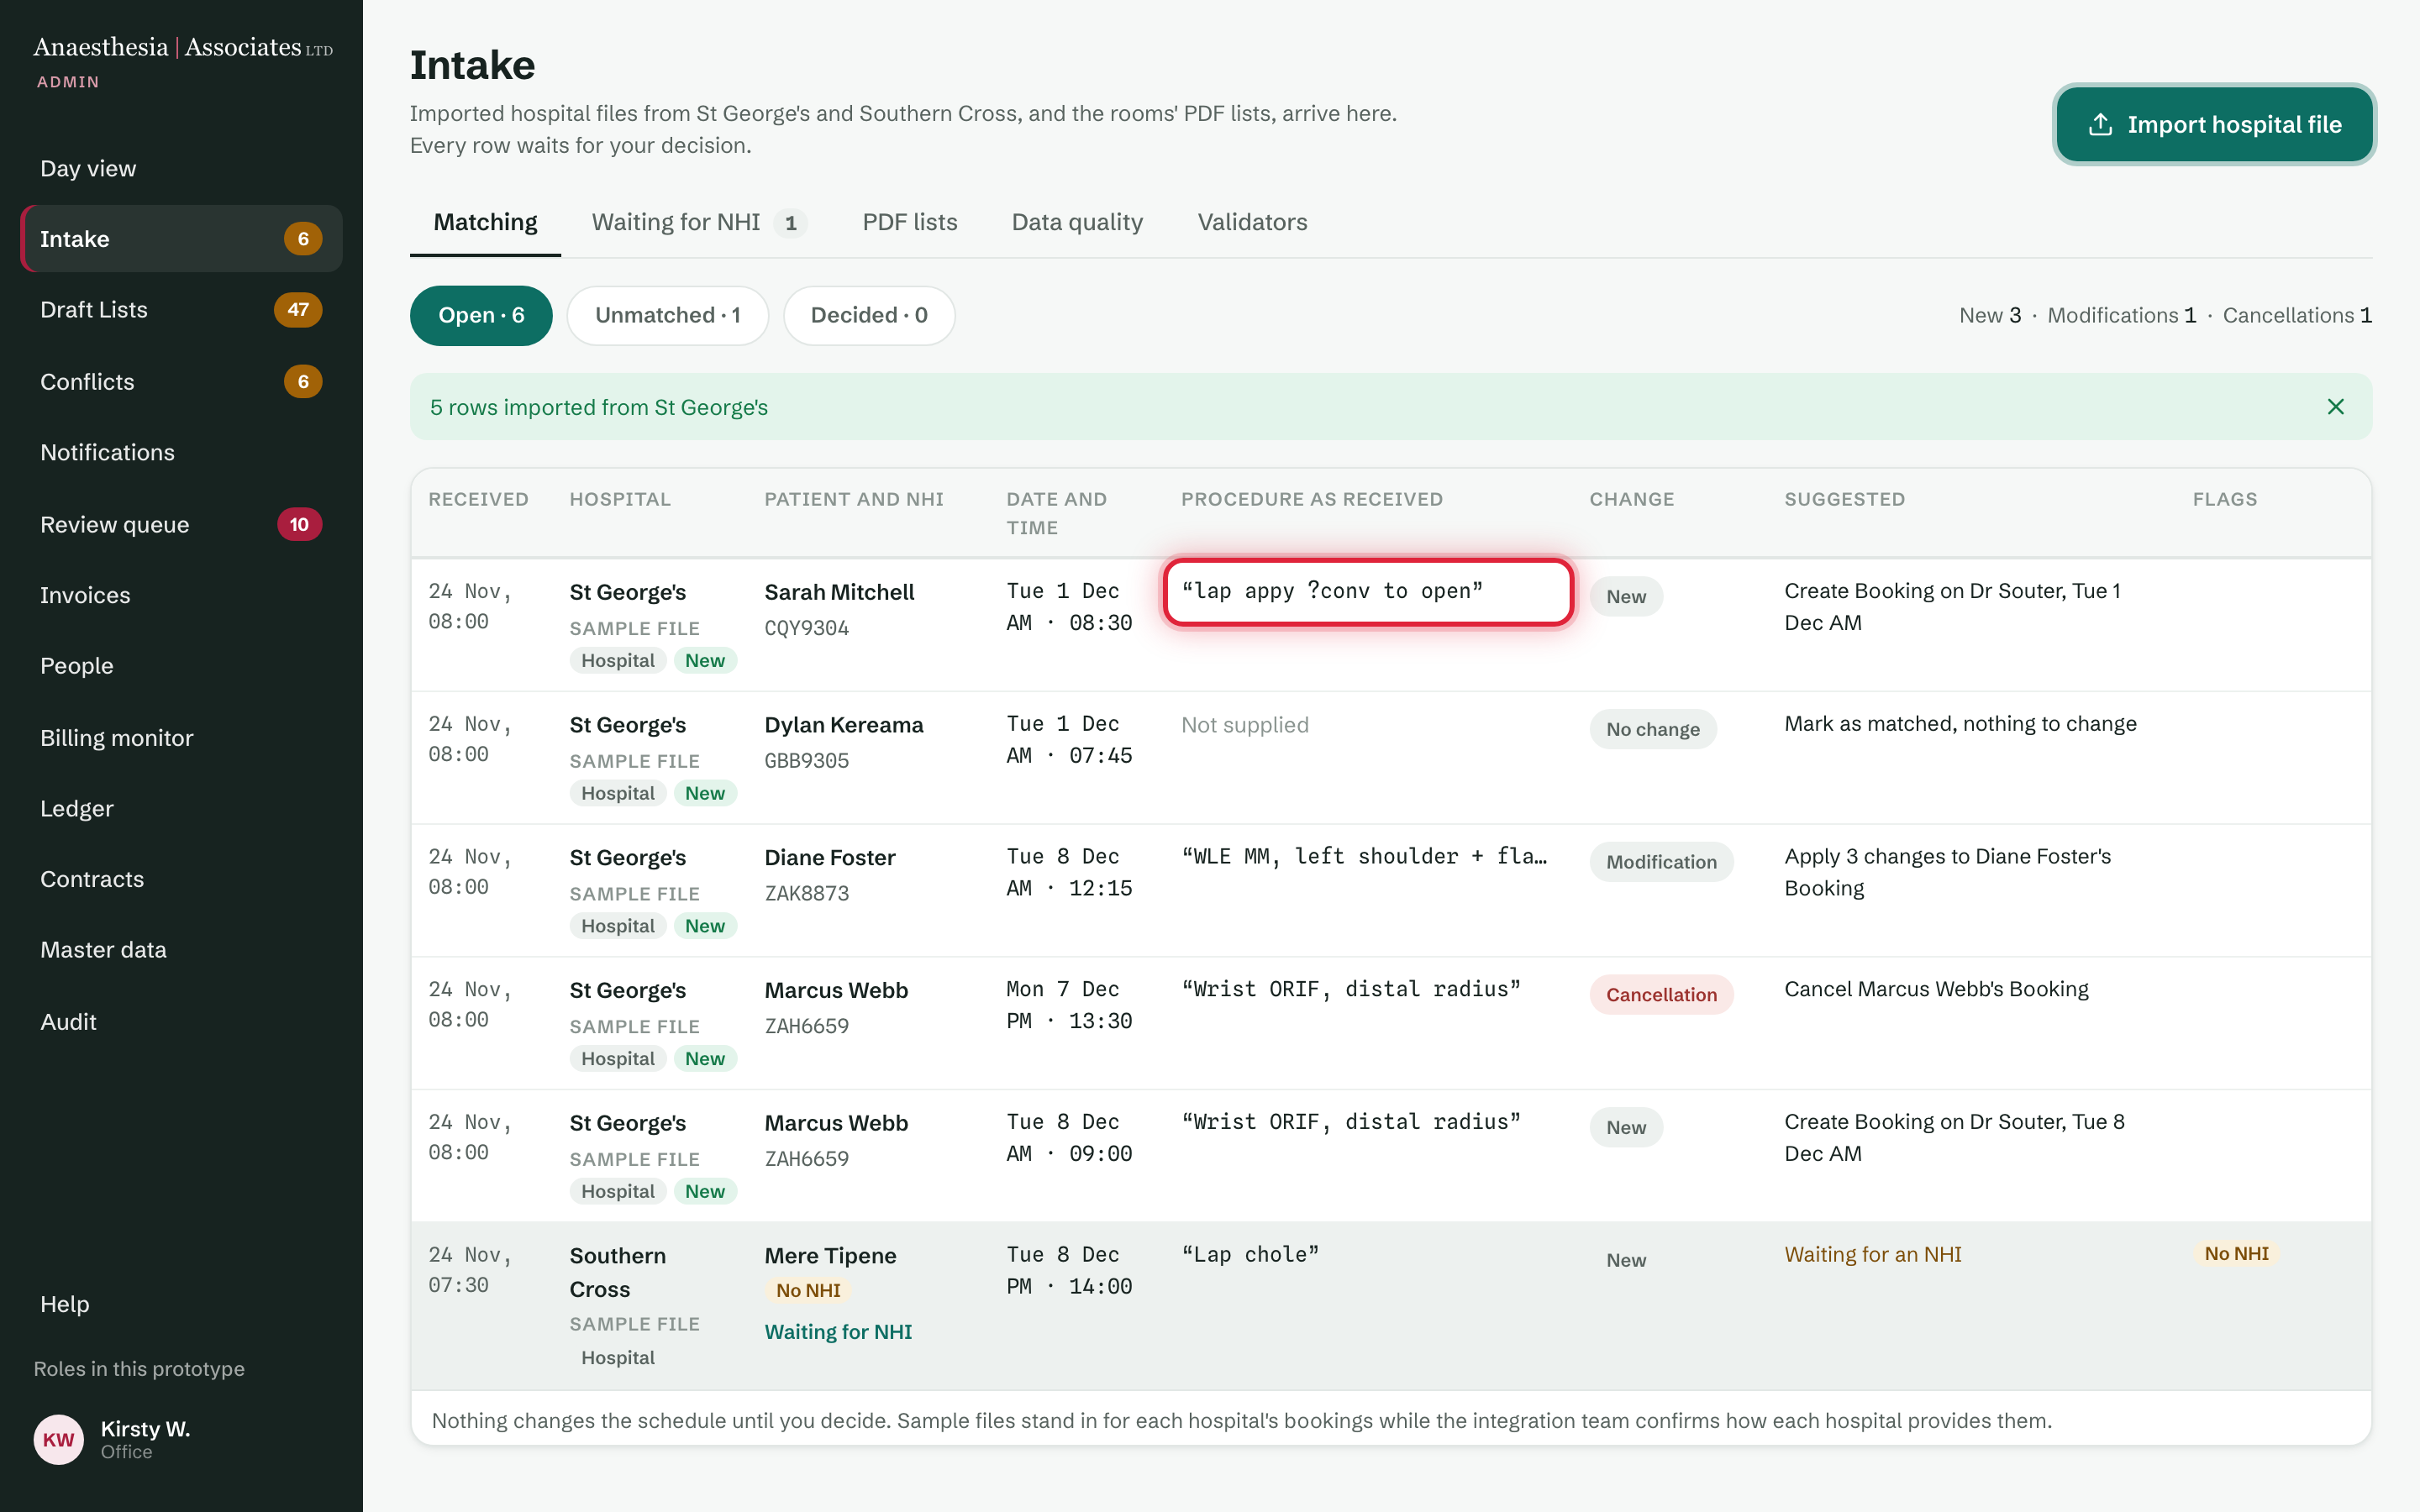 Anaesthesia | Associates LTD
ADMIN
Day view
Intake 6
Draft Lists 47
Conflicts 6
Notifications
Review queue 10
Invoices
People
Billing monitor
Ledger
Contracts
Master data
Audit
Help
Roles in this prototype
KW
Kirsty W.
Office
Intake
Imported hospital files from St George's and Southern Cross, and the rooms' PDF lists, arrive here.
Every row waits for your decision.
Import hospital file
Matching Waiting for NHI 1 PDF lists Data quality Validators
Open · 6 Unmatched · 1 Decided · 0
New 3 · Modifications 1 · Cancellations 1
5 rows imported from St George's
RECEIVED HOSPITAL PATIENT AND NHI DATE AND TIME PROCEDURE AS RECEIVED CHANGE SUGGESTED FLAGS
24 Nov, St George's Sarah Mitchell Tue 1 Dec “lap appy ?conv to open” New Create Booking on Dr Souter, Tue 1
08:00 SAMPLE FILE CQY9304 AM · 08:30 Dec AM
Hospital New
24 Nov, St George's Dylan Kereama Tue 1 Dec Not supplied No change Mark as matched, nothing to change
08:00 SAMPLE FILE GBB9305 AM · 07:45
Hospital New
24 Nov, St George's Diane Foster Tue 8 Dec “WLE MM, left shoulder + fla… Modification Apply 3 changes to Diane Foster's
08:00 SAMPLE FILE ZAK8873 AM · 12:15 Booking
Hospital New
24 Nov, St George's Marcus Webb Mon 7 Dec “Wrist ORIF, distal radius” Cancellation Cancel Marcus Webb's Booking
08:00 SAMPLE FILE ZAH6659 PM · 13:30
Hospital New
24 Nov, St George's Marcus Webb Tue 8 Dec “Wrist ORIF, distal radius” New Create Booking on Dr Souter, Tue 8
08:00 SAMPLE FILE ZAH6659 AM · 09:00 Dec AM
Hospital New
24 Nov, Southern Mere Tipene Tue 8 Dec “Lap chole” New Waiting for an NHI No NHI
07:30 Cross No NHI PM · 14:00
SAMPLE FILE Waiting for NHI
Hospital
Nothing changes the schedule until you decide. Sample files stand in for each hospital's bookings while the integration team confirms how each hospital provides them.